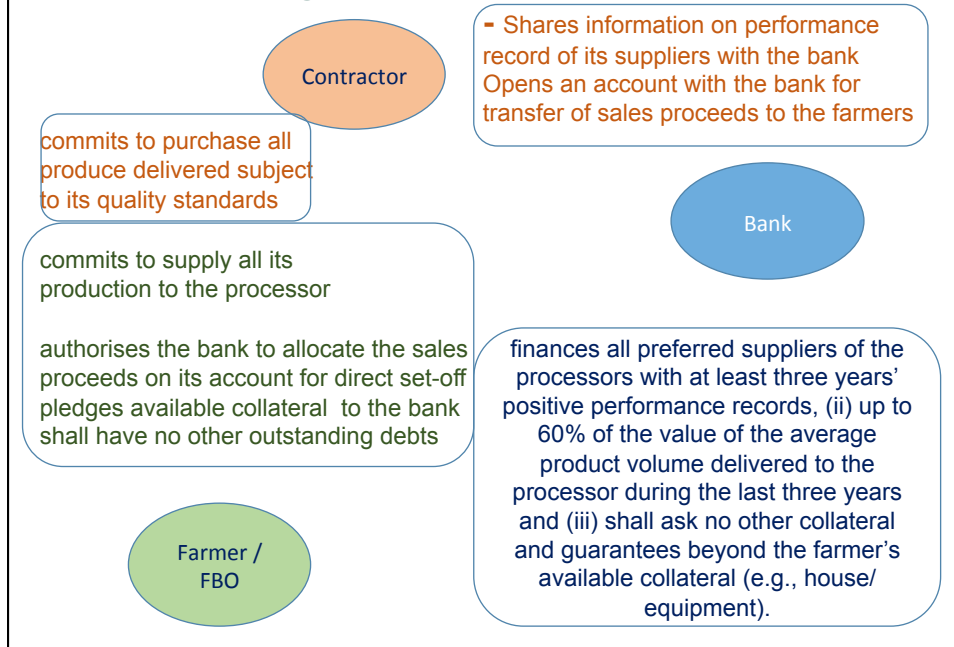 Contractor
- Shares information on performance
record of its suppliers with the bank
Opens an account with the bank for
transfer of sales proceeds to the farmers
commits to purchase all
produce delivered subject
to its quality standards
Bank
commits to supply all its
production to the processor
authorises the bank to allocate the sales
proceeds on its account for direct set-off
pledges available collateral to the bank
shall have no other outstanding debts
finances all preferred suppliers of the
processors with at least three years’
positive performance records, (ii) up to
60% of the value of the average
product volume delivered to the
processor during the last three years
and (iii) shall ask no other collateral
and guarantees beyond the farmer’s
available collateral (e.g., house/
equipment).
Farmer /
FBO